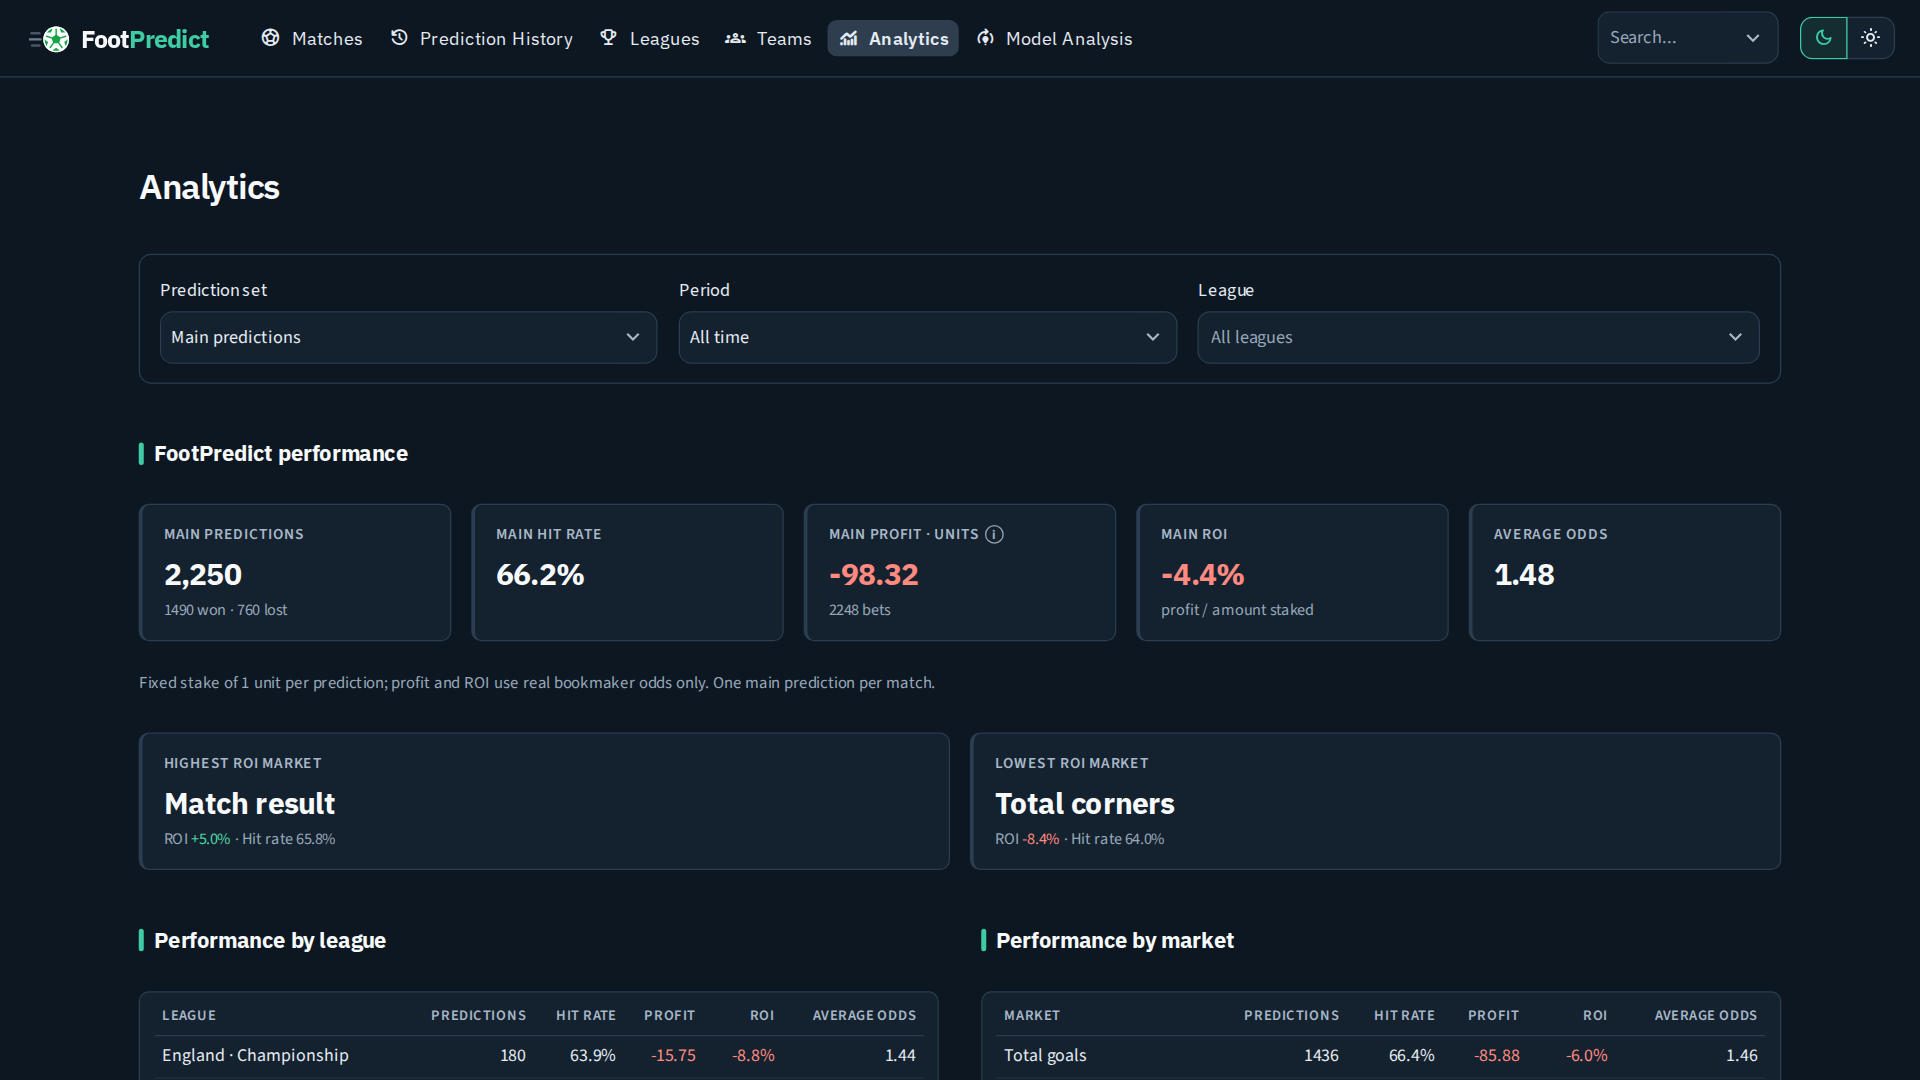 FootPredict
Matches
Prediction History
Leagues
Teams
Analytics
Model Analysis
Search...
Analytics
Prediction set
Period
League
Main predictions
All time
All leagues
FootPredict performance
MAIN PREDICTIONS
2,250
1490 won · 760 lost
MAIN HIT RATE
66.2%
MAIN PROFIT · UNITS
-98.32
2248 bets
MAIN ROI
-4.4%
profit / amount staked
AVERAGE ODDS
1.48
Fixed stake of 1 unit per prediction; profit and ROI use real bookmaker odds only. One main prediction per match.
HIGHEST ROI MARKET
Match result
ROI +5.0% · Hit rate 65.8%
LOWEST ROI MARKET
Total corners
ROI -8.4% · Hit rate 64.0%
Performance by league
LEAGUE PREDICTIONS HIT RATE PROFIT ROI AVERAGE ODDS
England · Championship 180 63.9% -15.75 -8.8% 1.44
Performance by market
MARKET PREDICTIONS HIT RATE PROFIT ROI AVERAGE ODDS
Total goals 1436 66.4% -85.88 -6.0% 1.46